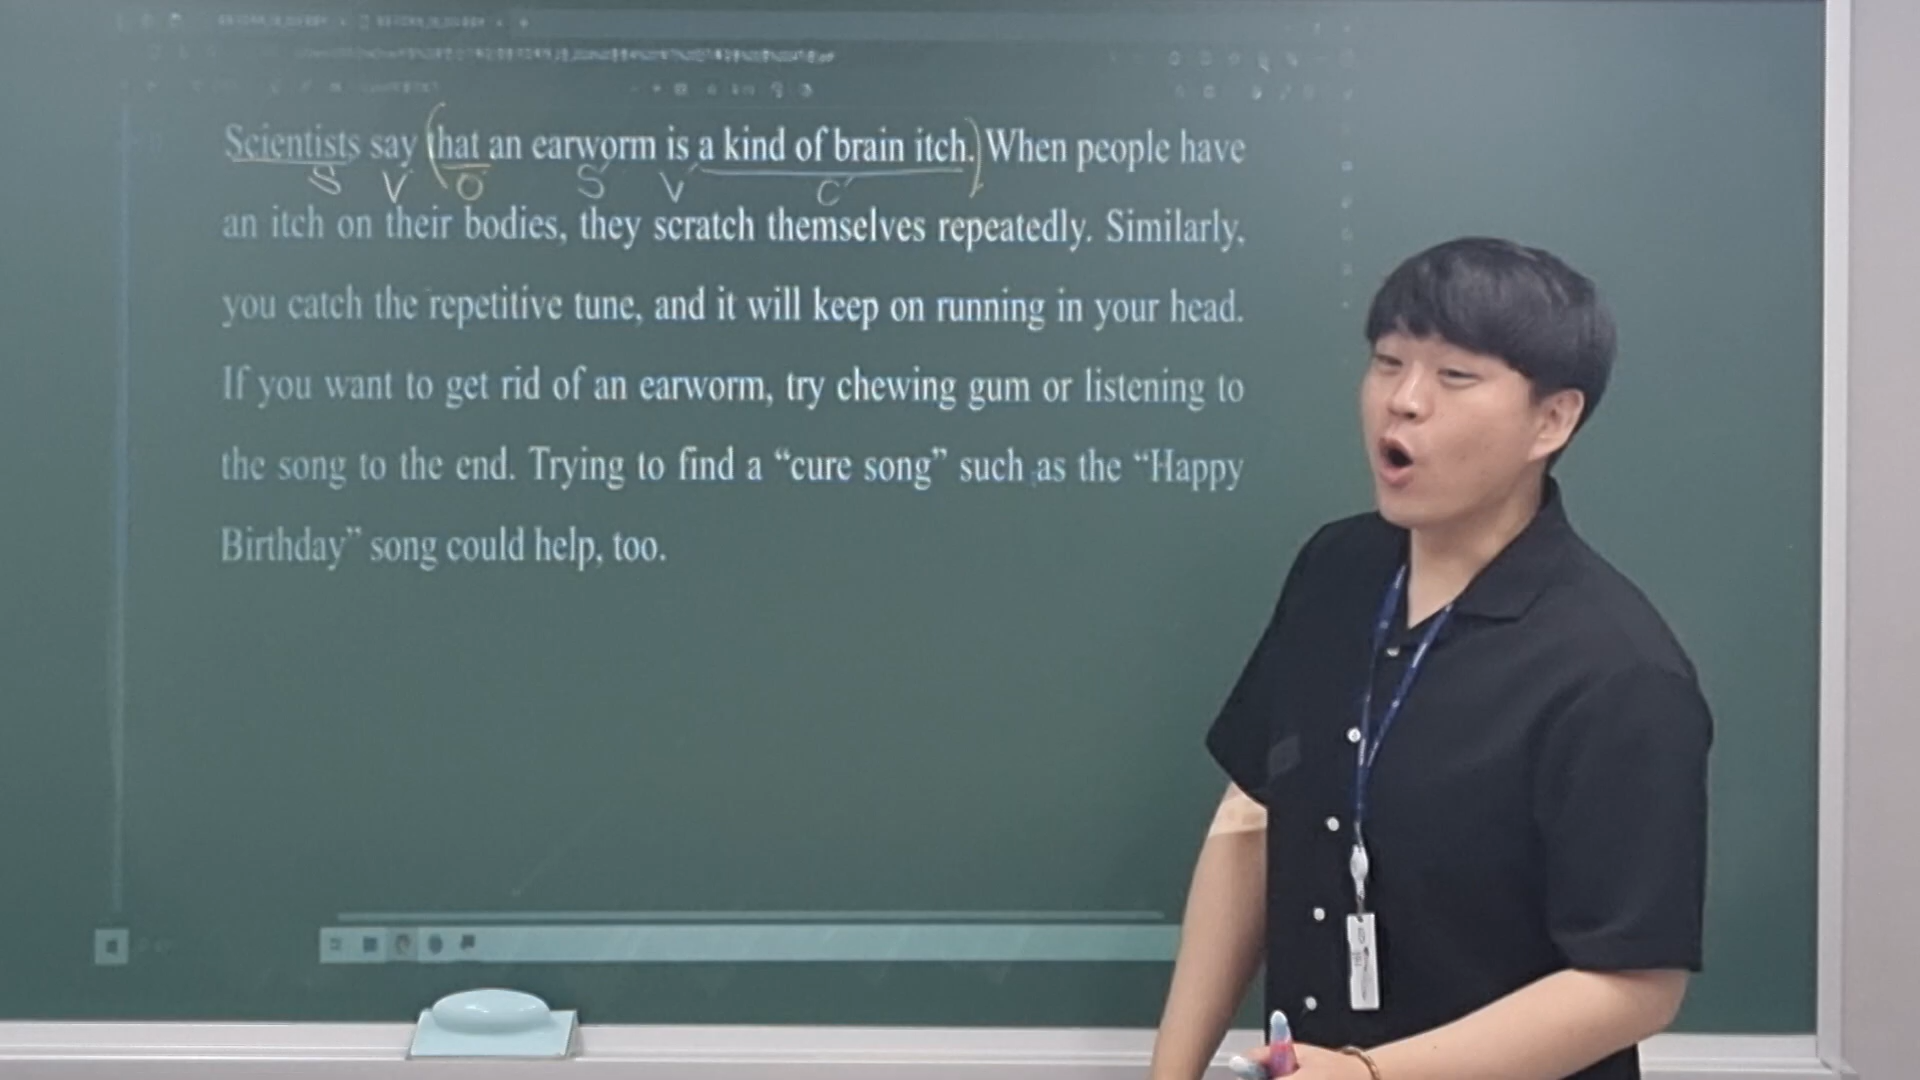 Scientists say (that an earworm is a kind of brain itch.) When people have
S V O S' V' C'
an itch on their bodies, they scratch themselves repeatedly. Similarly,
you catch the repetitive tune, and it will keep on running in your head.
If you want to get rid of an earworm, try chewing gum or listening to
the song to the end. Trying to find a “cure song” such as the “Happy
Birthday” song could help, too.